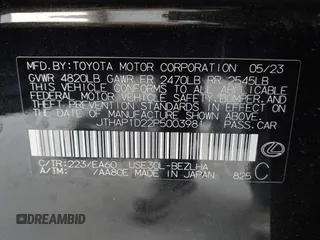 MFD.BY:TOYOTA MOTOR CORPORATION 05/23
GVWR 4820LB GAWR FR 2470LB RR 2545LB
THIS VEHICLE CONFORMS TO ALL APPLICABLE
FEDERAL MOTOR VEHICLE SAFETY, BUMPER, AND
THEFT PREVENTION STANDARDS IN EFFECT ON THE
DATE OF MANUFACTURE SHOWN ABOVE.
PASS.CAR
C/TR:223/EA60 USE30L-BEZLHA C
A/TM: /AA80E MADE IN JAPAN 825
DREAMBID